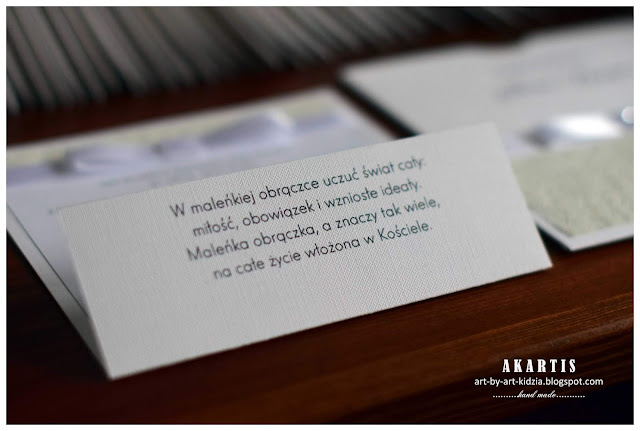 W maleńkiej obrączce uczuć świat cały:
miłość, obowiązek i wzniosłe ideały.
Maleńka obrączka, a znaczy tak wiele,
na całe życie włożona w Kościele.
AKARTIS
art-by-art-kidzia.blogspot.com
..........hand made...........